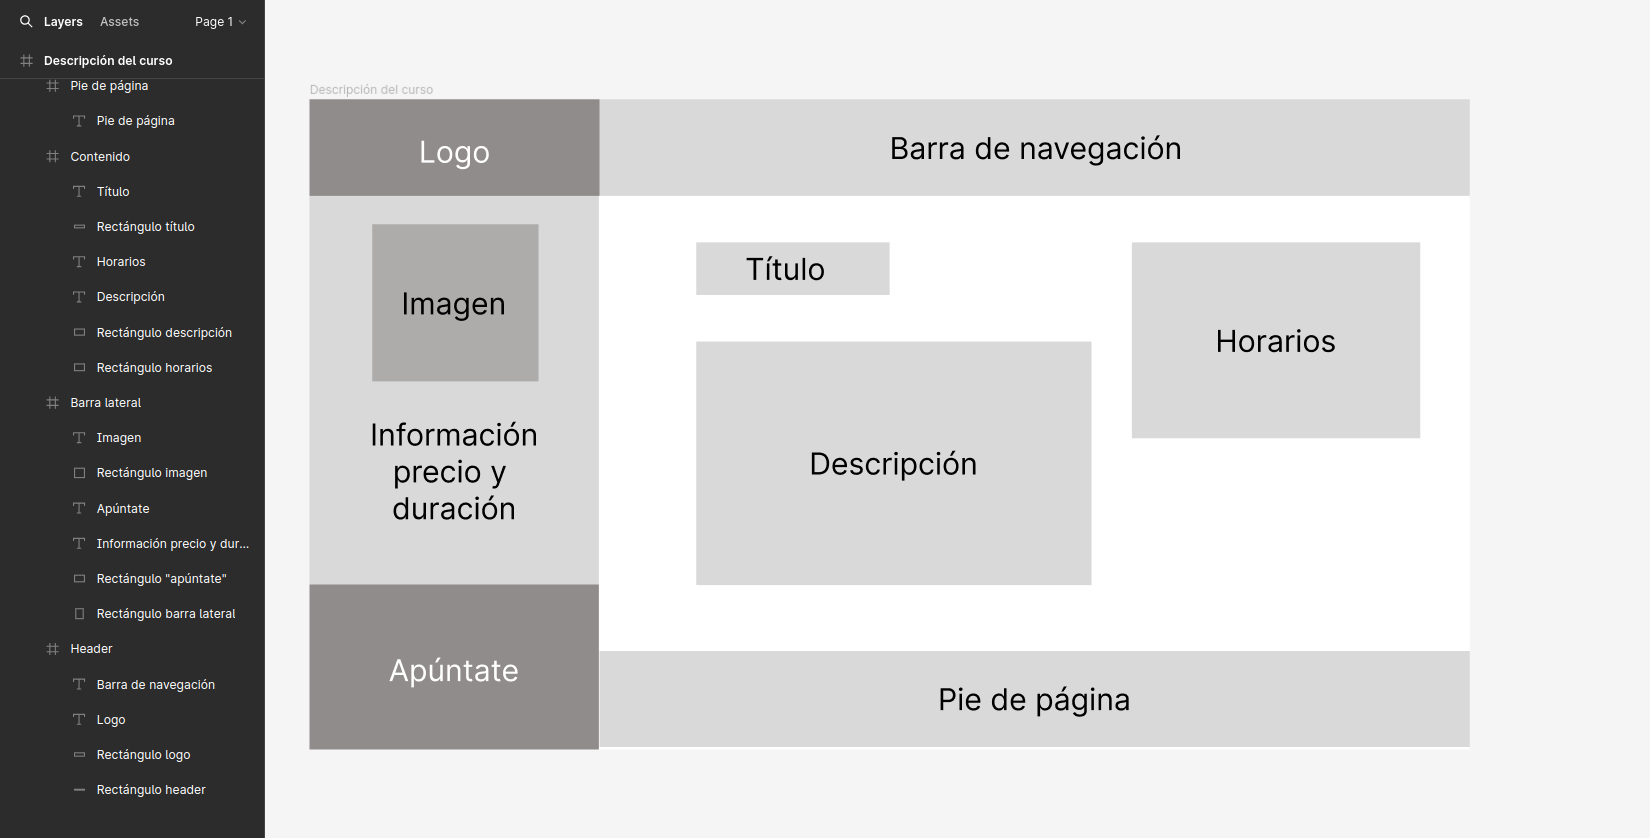 Layers
Assets
Page 1
Descripción del curso
Pie de página
Pie de página
Contenido
Título
Rectángulo título
Horarios
Descripción
Rectángulo descripción
Rectángulo horarios
Barra lateral
Imagen
Rectángulo imagen
Apúntate
Información precio y dur...
Rectángulo "apúntate"
Rectángulo barra lateral
Header
Barra de navegación
Logo
Rectángulo logo
Rectángulo header
Descripción del curso
Logo
Barra de navegación
Imagen
Información
precio y
duración
Apúntate
Título
Descripción
Horarios
Pie de página